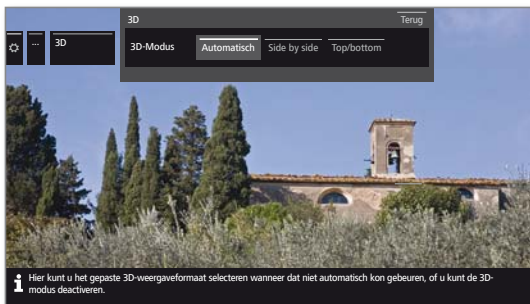 3D
Terug
...
3D
3D-Modus
Automatisch
Side by side
Top/bottom
Hier kunt u het gepaste 3D-weergaveformaat selecteren wanneer dat niet automatisch kon gebeuren, of u kunt de 3D-
modus deactiveren.